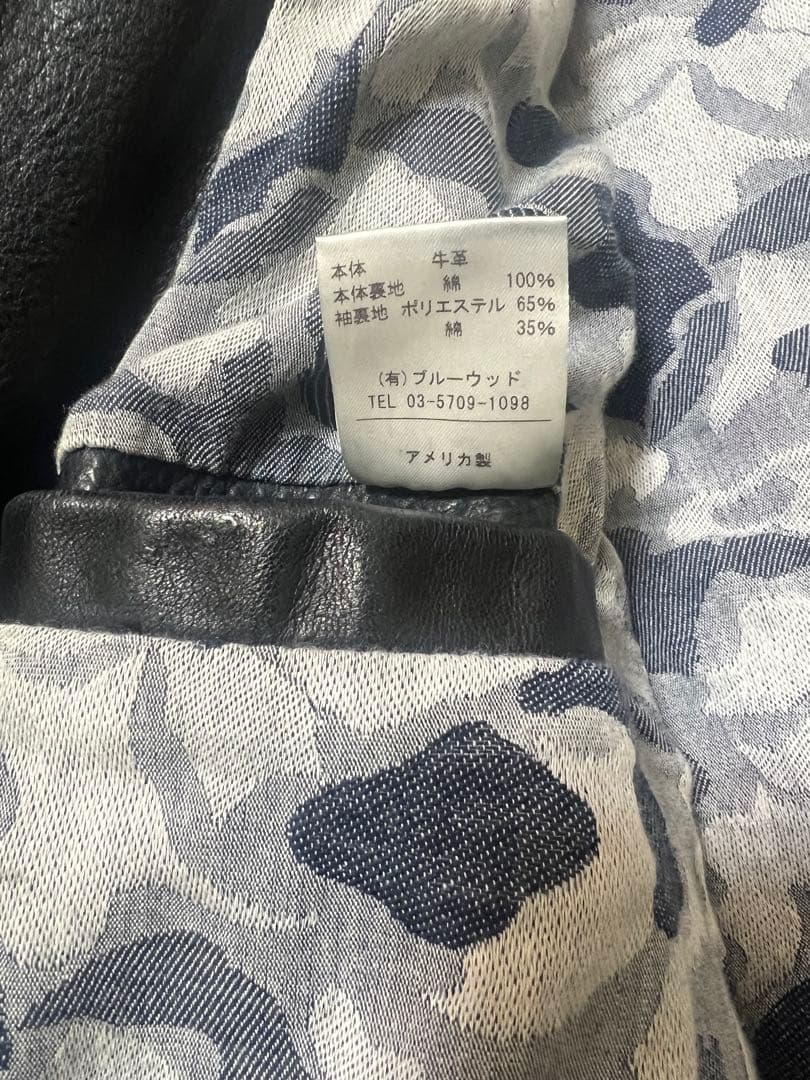 本体 牛革
本体裏地 綿 100%
袖裏地 ポリエステル 65%
綿 35%
(有)ブルーウッド
TEL 03-5709-1098
アメリカ製